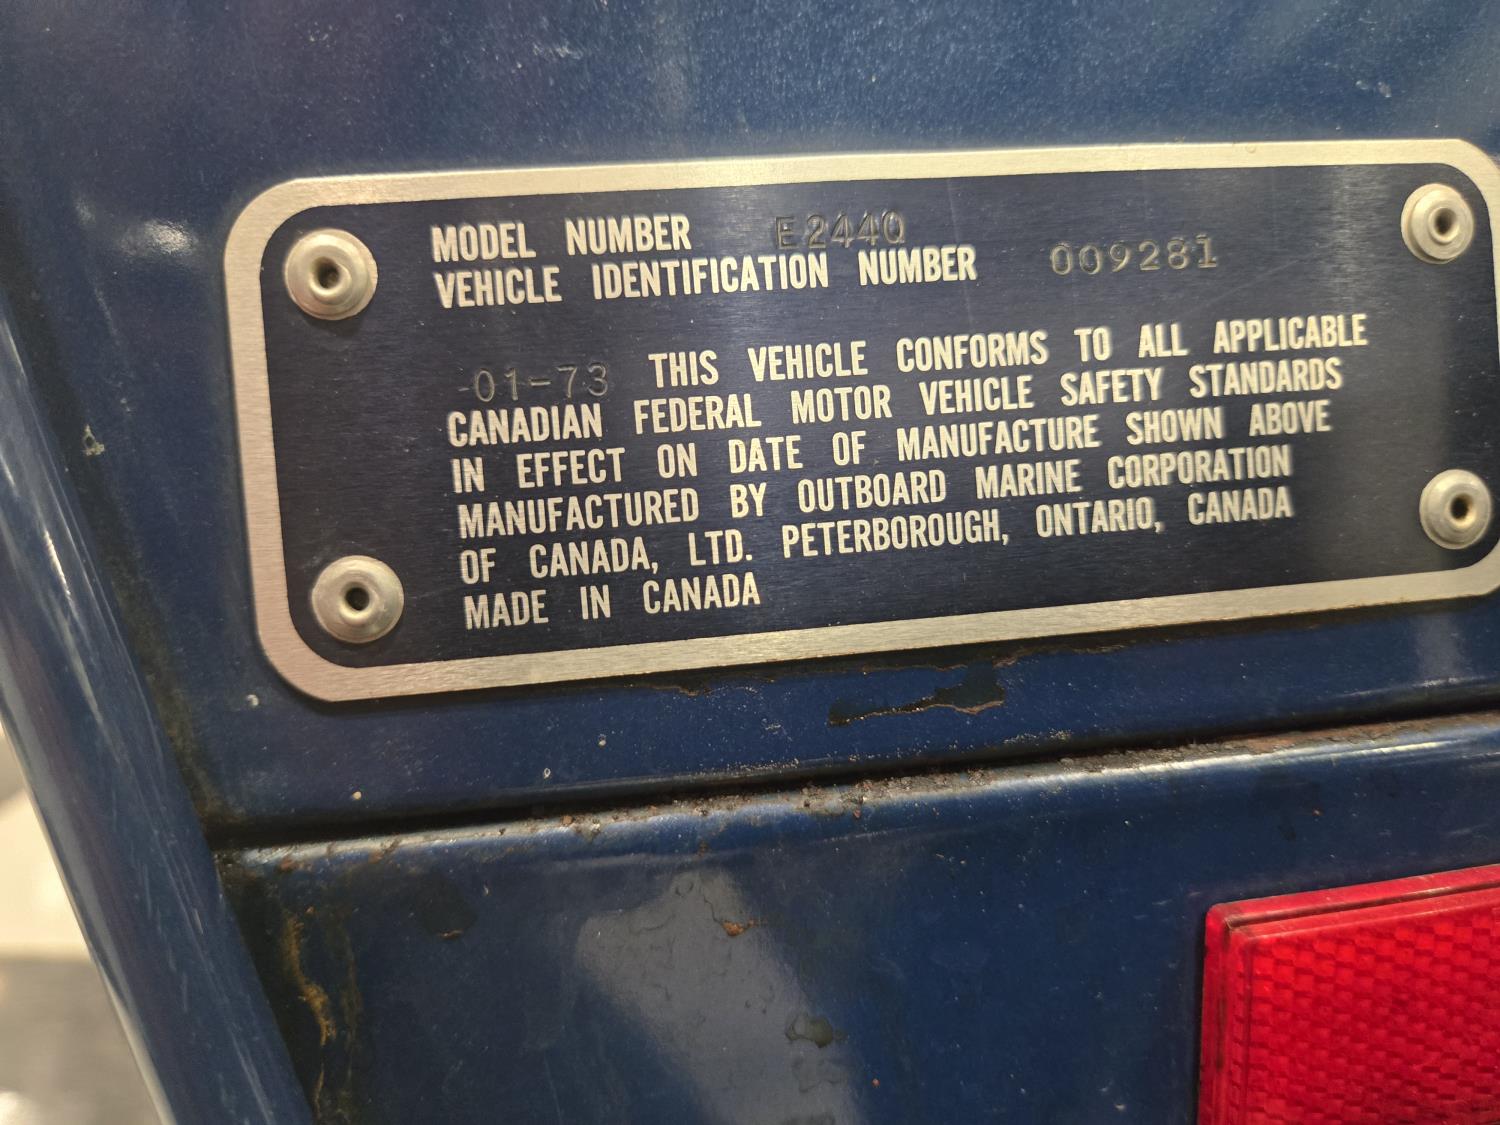 MODEL NUMBER E2440
VEHICLE IDENTIFICATION NUMBER 009281
01-73 THIS VEHICLE CONFORMS TO ALL APPLICABLE
CANADIAN FEDERAL MOTOR VEHICLE SAFETY STANDARDS
IN EFFECT ON DATE OF MANUFACTURE SHOWN ABOVE
MANUFACTURED BY OUTBOARD MARINE CORPORATION
OF CANADA, LTD. PETERBOROUGH, ONTARIO, CANADA
MADE IN CANADA